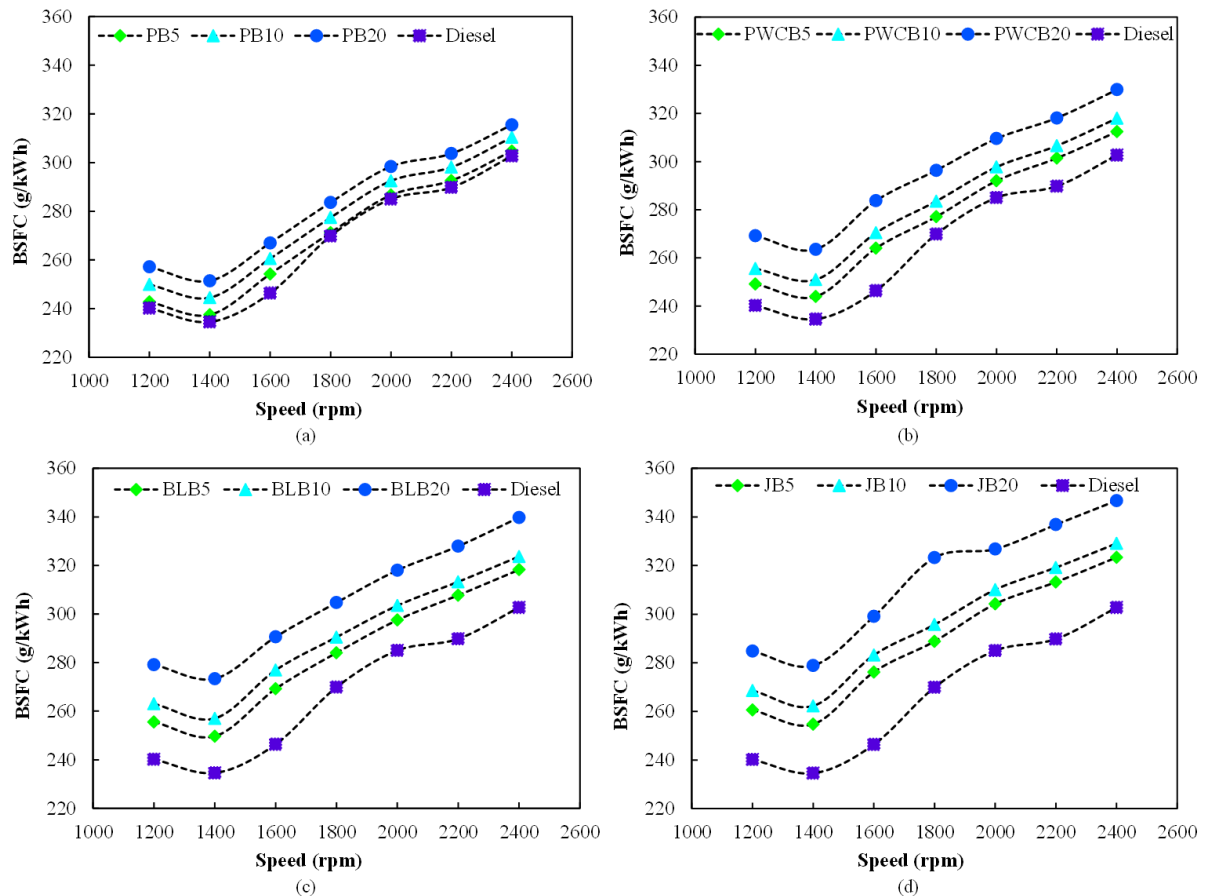 PB5 PB10 PB20 Diesel
BSFC (g/kWh)
360
340
320
300
280
260
240
220
1000 1200 1400 1600 1800 2000 2200 2400 2600
Speed (rpm)
(a)
PWCB5 PWCB10 PWCB20 Diesel
BSFC (g/kWh)
360
340
320
300
280
260
240
220
1000 1200 1400 1600 1800 2000 2200 2400 2600
Speed (rpm)
(b)
BLB5 BLB10 BLB20 Diesel
BSFC (g/kWh)
360
340
320
300
280
260
240
220
1000 1200 1400 1600 1800 2000 2200 2400 2600
Speed (rpm)
(c)
JB5 JB10 JB20 Diesel
BSFC (g/kWh)
360
340
320
300
280
260
240
220
1000 1200 1400 1600 1800 2000 2200 2400 2600
Speed (rpm)
(d)